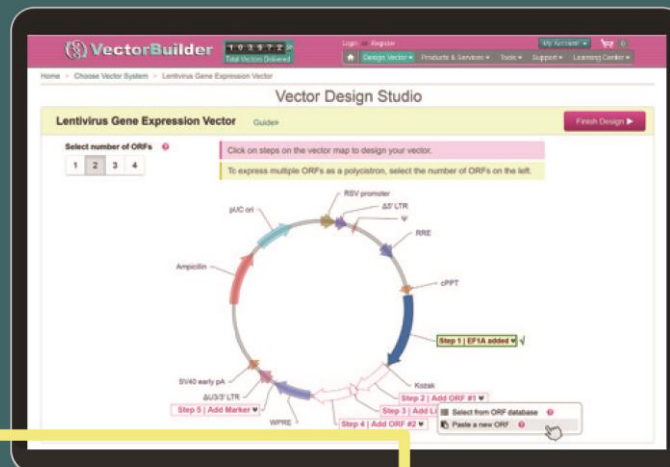 VectorBuilder
103572
Total Vectors Delivered
Login or Register
My Account
0
Design Vector
Products & Services
Tools
Support
Learning Center
Home > Choose Vector System > Lentivirus Gene Expression Vector
Vector Design Studio
Lentivirus Gene Expression Vector
Guide»
Finish Design ▶
Select number of ORFs
1 2 3 4
Click on steps on the vector map to design your vector.
To express multiple ORFs as a polycistron, select the number of ORFs on the left.
RSV promoter
Δ5' LTR
Ψ
RRE
cPPT
pUC ori
Ampicillin
Step 1 | EF1A added
Kozak
Step 2 | Add ORF #1
Step 3 | Add Li
Step 4 | Add ORF #2
Select from ORF database
Paste a new ORF
SV40 early pA
ΔU3/3' LTR
Step 5 | Add Marker
WPRE